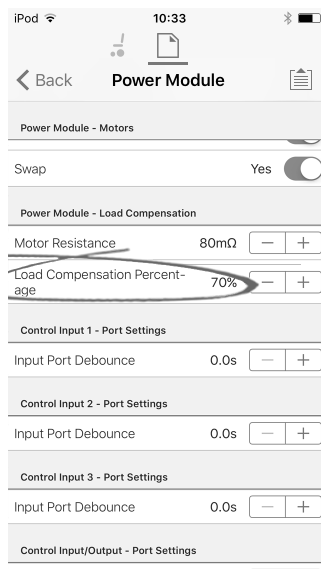 iPod 10:33
Back Power Module
Power Module - Motors
Swap Yes
Power Module - Load Compensation
Motor Resistance 80mΩ − +
Load Compensation Percent-
age 70% − +
Control Input 1 - Port Settings
Input Port Debounce 0.0s − +
Control Input 2 - Port Settings
Input Port Debounce 0.0s − +
Control Input 3 - Port Settings
Input Port Debounce 0.0s − +
Control Input/Output - Port Settings